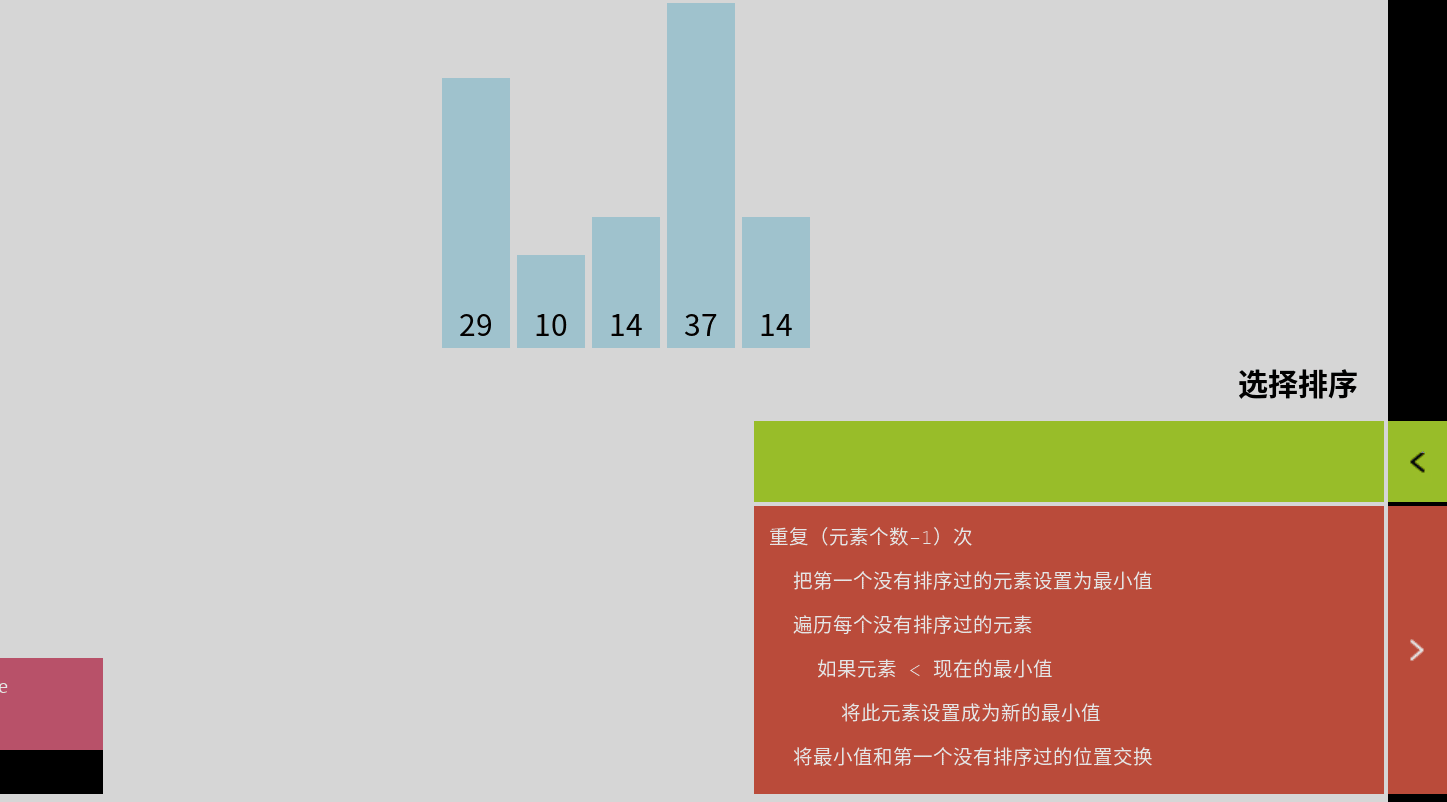 29 10 14 37 14
选择排序
重复（元素个数-1）次
把第一个没有排序过的元素设置为最小值
遍历每个没有排序过的元素
如果元素 < 现在的最小值
将此元素设置成为新的最小值
将最小值和第一个没有排序过的位置交换
e